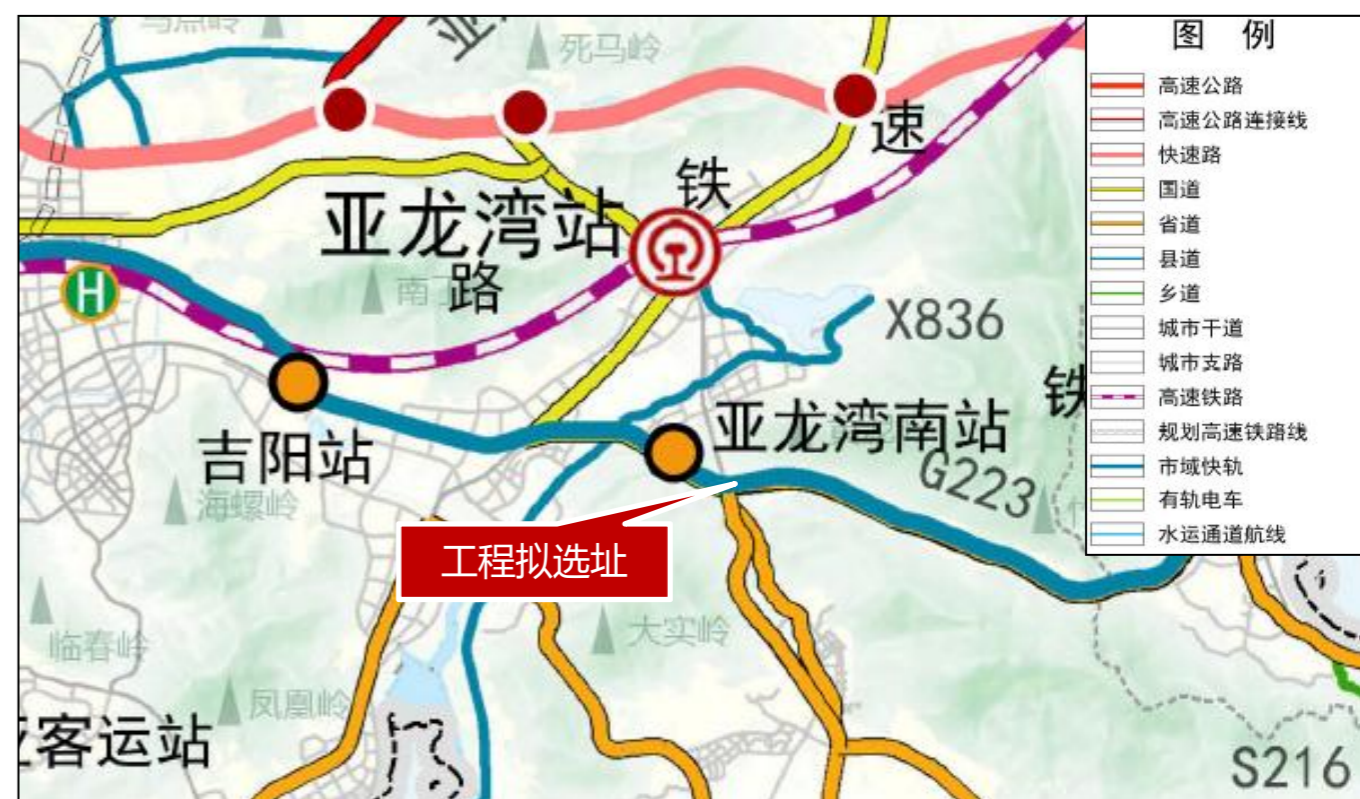 死马岭
亚
速
铁
亚龙湾站
路
H
X836
铁
亚龙湾南站
吉阳站
G223
海螺岭
工程拟选址
大实岭
临春岭
凤凰岭
客运站
S216
图 例
高速公路
高速公路连接线
快速路
国道
省道
县道
乡道
城市干道
城市支路
高速铁路
规划高速铁路线
市域快轨
有轨电车
水运通道航线